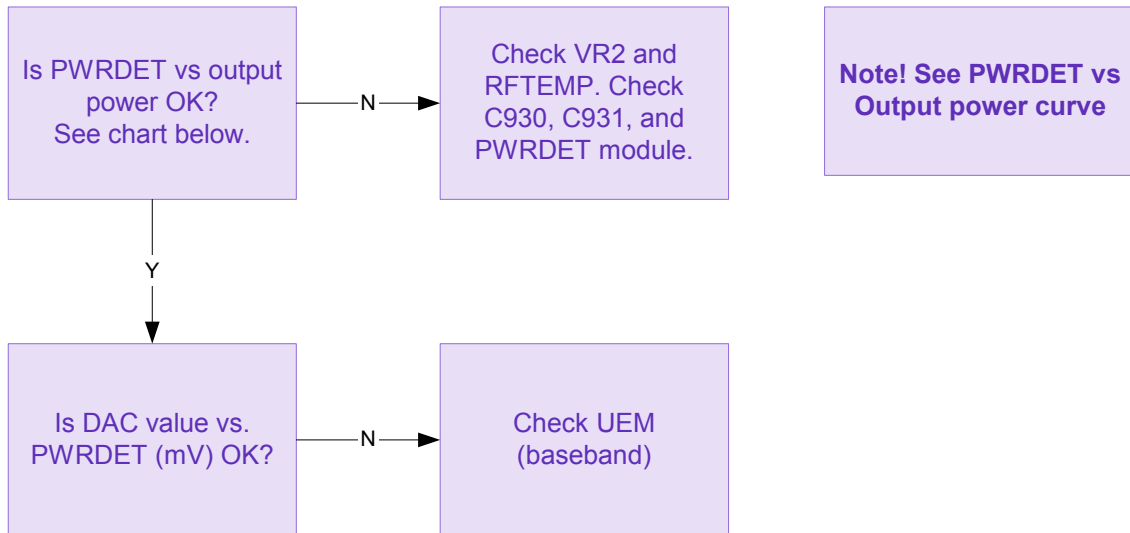 Is PWRDET vs output
power OK?
See chart below.
N
Check VR2 and
RFTEMP. Check
C930, C931, and
PWRDET module.
Note! See PWRDET vs
Output power curve
Y
Is DAC value vs.
PWRDET (mV) OK?
N
Check UEM
(baseband)